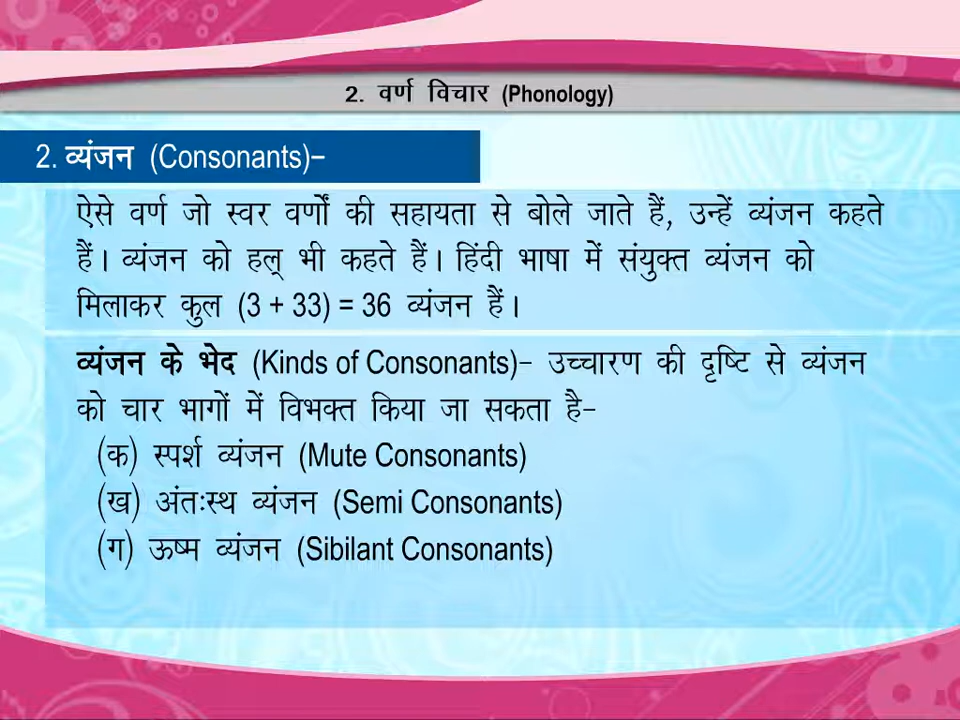 2. वर्ण विचार (Phonology)
2. व्यंजन (Consonants)–
ऐसे वर्ण जो स्वर वर्णों की सहायता से बोले जाते हैं, उन्हें व्यंजन कहते
हैं। व्यंजन को हल् भी कहते हैं। हिंदी भाषा में संयुक्त व्यंजन को
मिलाकर कुल (3 + 33) = 36 व्यंजन हैं।
व्यंजन के भेद (Kinds of Consonants)– उच्चारण की दृष्टि से व्यंजन
को चार भागों में विभक्त किया जा सकता है–
(क) स्पर्श व्यंजन (Mute Consonants)
(ख) अंतःस्थ व्यंजन (Semi Consonants)
(ग) ऊष्म व्यंजन (Sibilant Consonants)